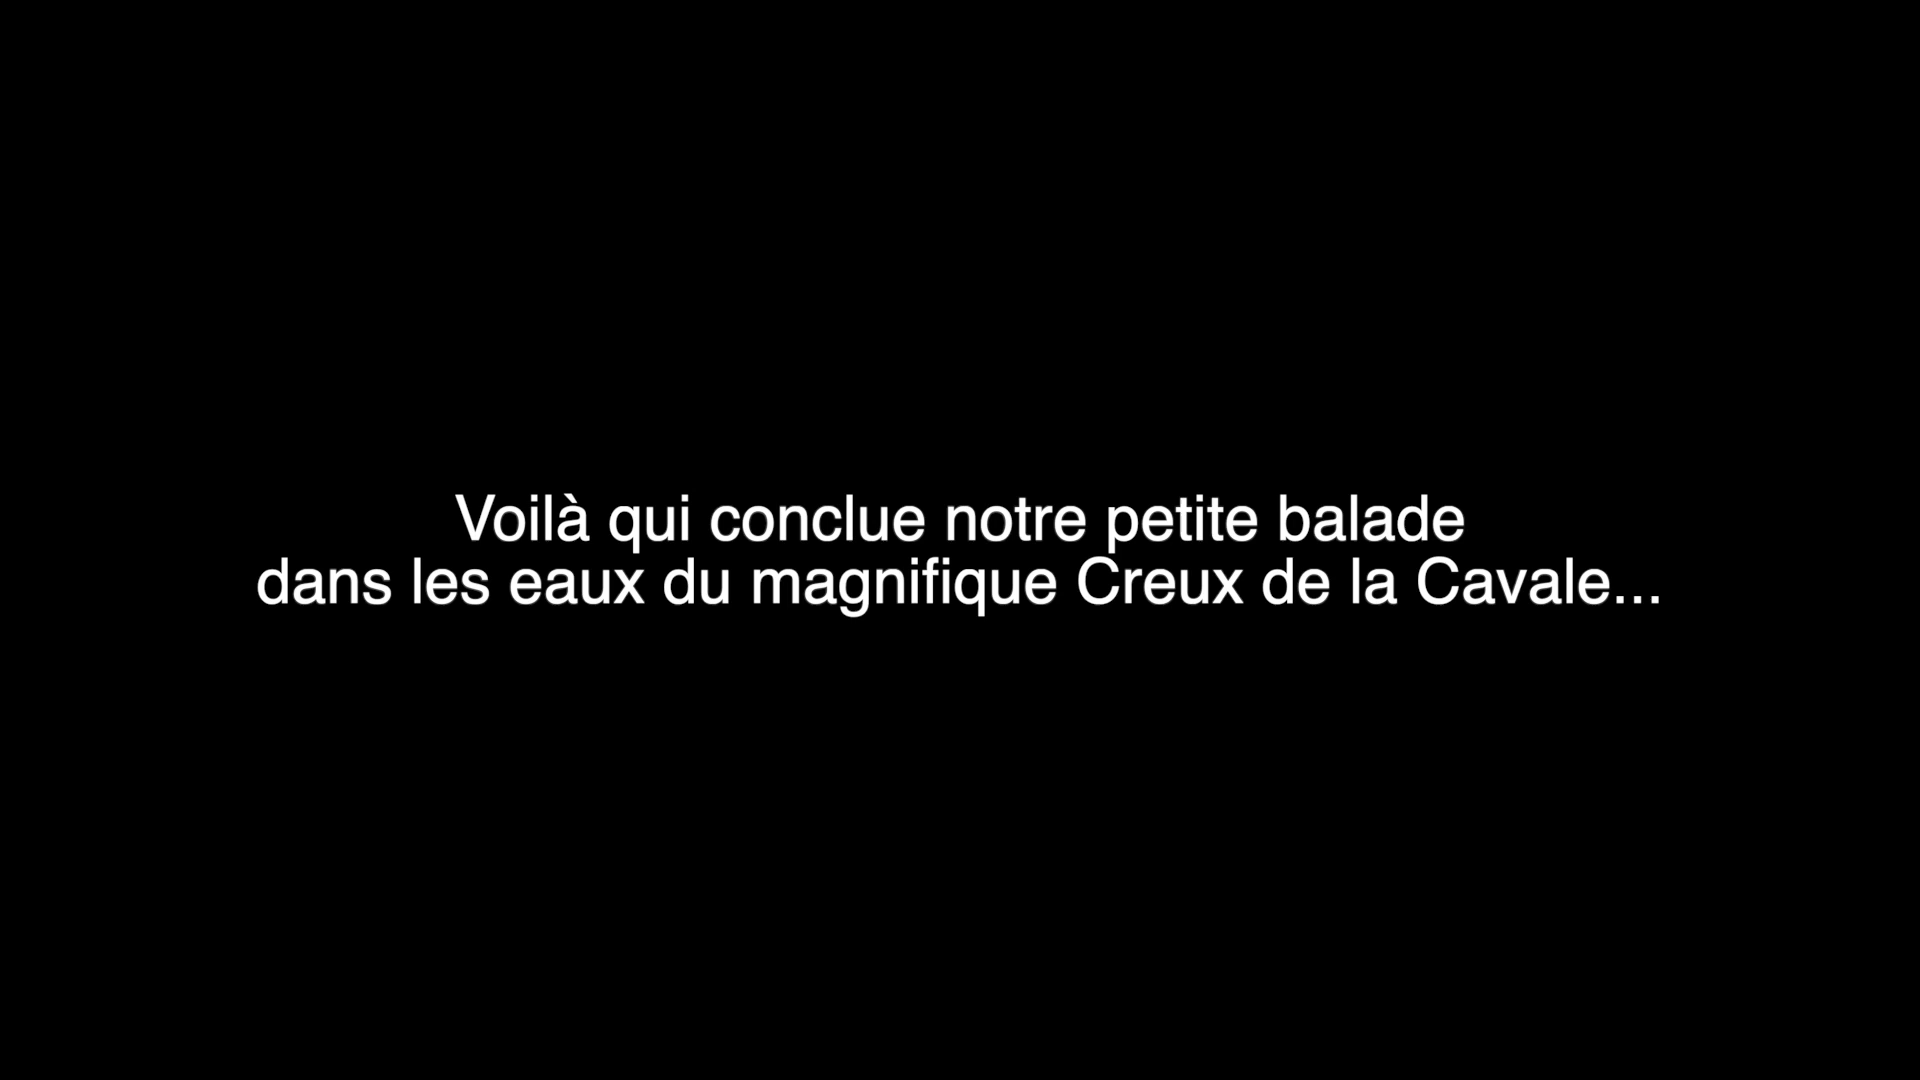 Voilà qui conclue notre petite balade
dans les eaux du magnifique Creux de la Cavale...